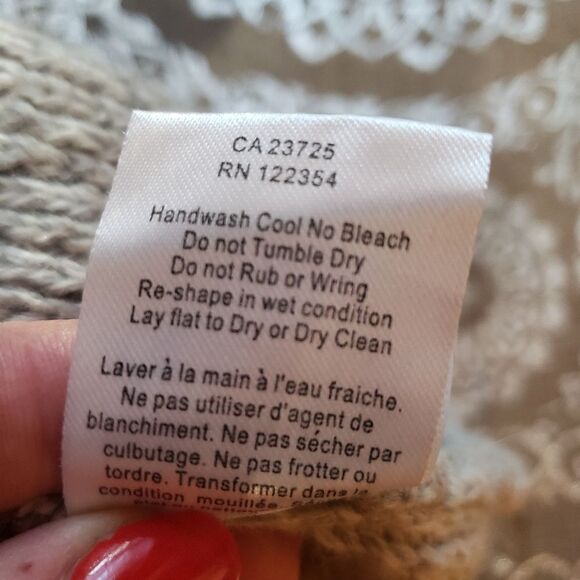 CA 23725
RN 122354
Handwash Cool No Bleach
Do not Tumble Dry
Do not Rub or Wring
Re-shape in wet condition
Lay flat to Dry or Dry Clean
Laver à la main à l'eau fraiche.
Ne pas utiliser d'agent de
blanchiment. Ne pas sécher par
culbutage. Ne pas frotter ou
tordre. Transformer dans
condition mouillée